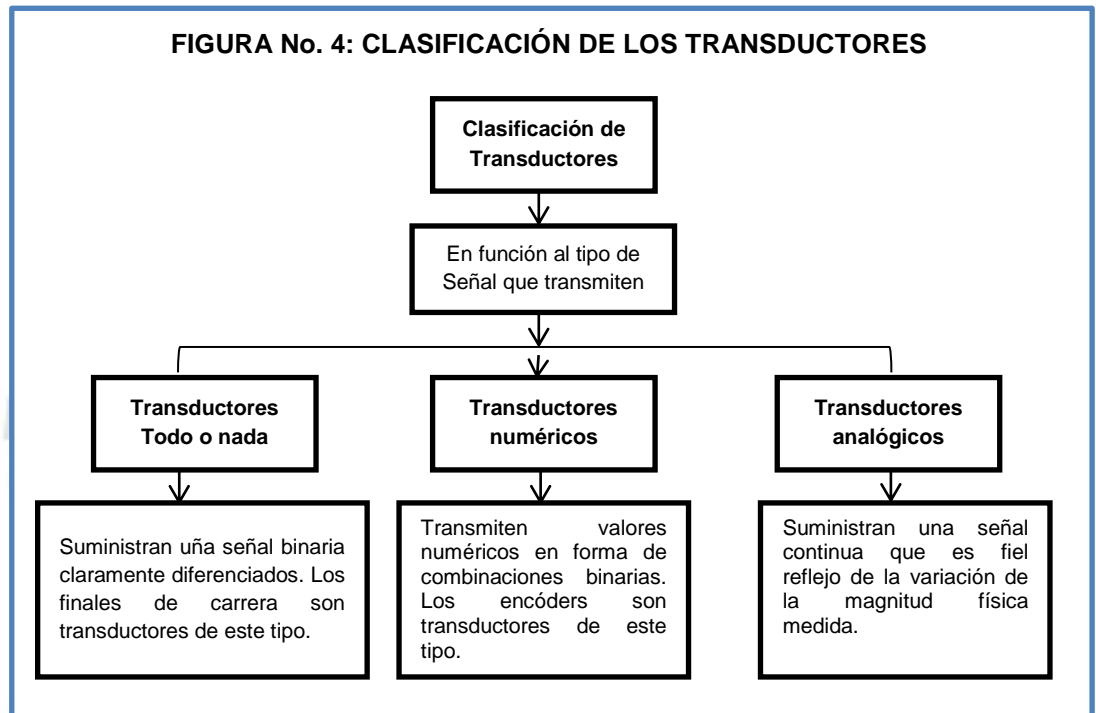 FIGURA No. 4: CLASIFICACIÓN DE LOS TRANSDUCTORES
Clasificación de
Transductores
En función al tipo de
Señal que transmiten
Transductores
Todo o nada
Transductores
numéricos
Transductores
analógicos
Suministran uña señal binaria
claramente diferenciados. Los
finales de carrera son
transductores de este tipo.
Transmiten valores
numéricos en forma de
combinaciones binarias.
Los encóders son
transductores de este
tipo.
Suministran una señal
continua que es fiel
reflejo de la variación de
la magnitud física
medida.